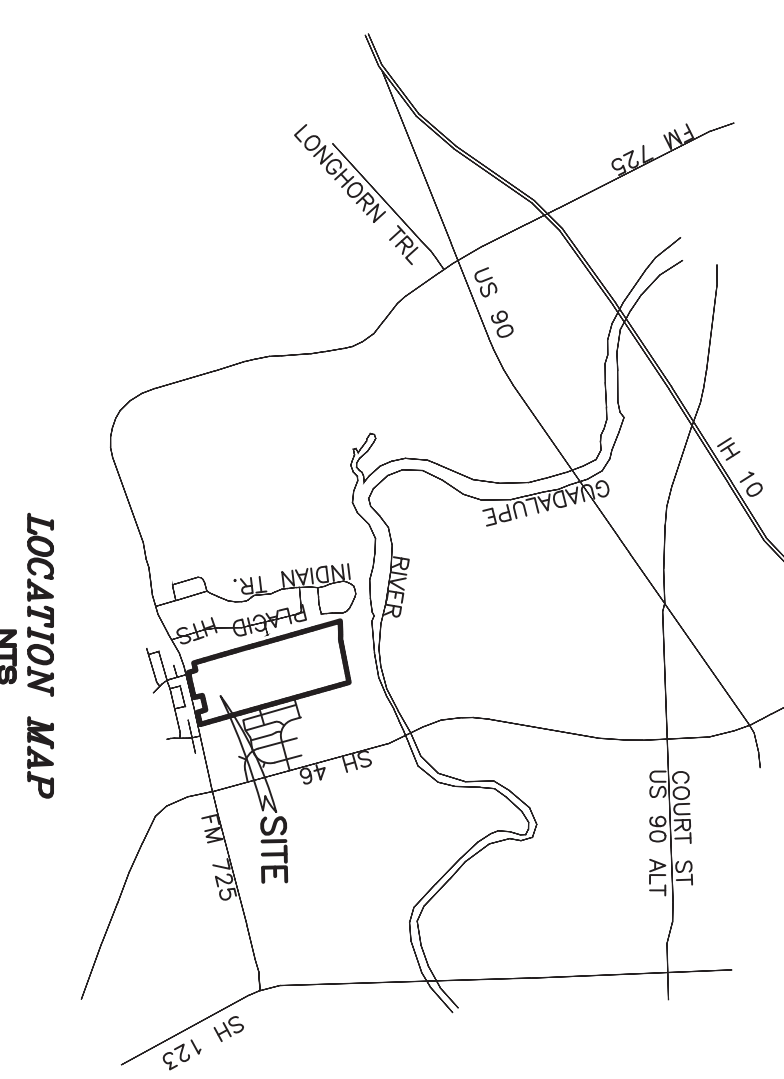 FM 725
LONGHORN TRL
US 90
IH 10
GUADALUPE
RIVER
INDIAN TR.
PLACID HTS
SH 46
COURT ST
US 90 ALT
SITE
FM 725
SH 123
LOCATION MAP
NTS